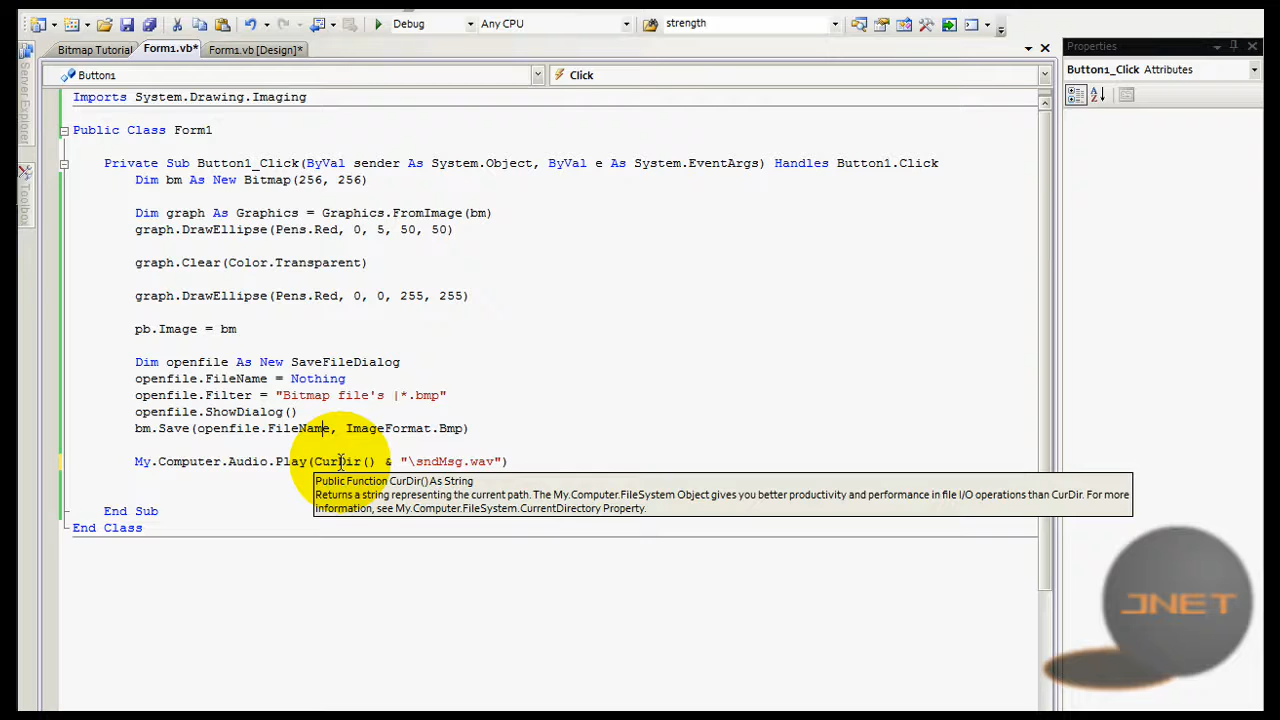 Debug Any CPU strength
Bitmap Tutorial Form1.vb* Form1.vb [Design]*
Button1 Click
Server Explorer
Toolbox
Imports System.Drawing.Imaging
Public Class Form1
Private Sub Button1_Click(ByVal sender As System.Object, ByVal e As System.EventArgs) Handles Button1.Click
Dim bm As New Bitmap(256, 256)
Dim graph As Graphics = Graphics.FromImage(bm)
graph.DrawEllipse(Pens.Red, 0, 5, 50, 50)
graph.Clear(Color.Transparent)
graph.DrawEllipse(Pens.Red, 0, 0, 255, 255)
pb.Image = bm
Dim openfile As New SaveFileDialog
openfile.FileName = Nothing
openfile.Filter = "Bitmap file's |*.bmp"
openfile.ShowDialog()
bm.Save(openfile.FileName, ImageFormat.Bmp)
My.Computer.Audio.Play(CurDir() & "\sndMsg.wav")
Public Function CurDir() As String
Returns a string representing the current path. The My.Computer.FileSystem Object gives you better productivity and performance in file I/O operations than CurDir. For more
information, see My.Computer.FileSystem.CurrentDirectory Property.
End Sub
End Class
Properties
Button1_Click Attributes
JNET